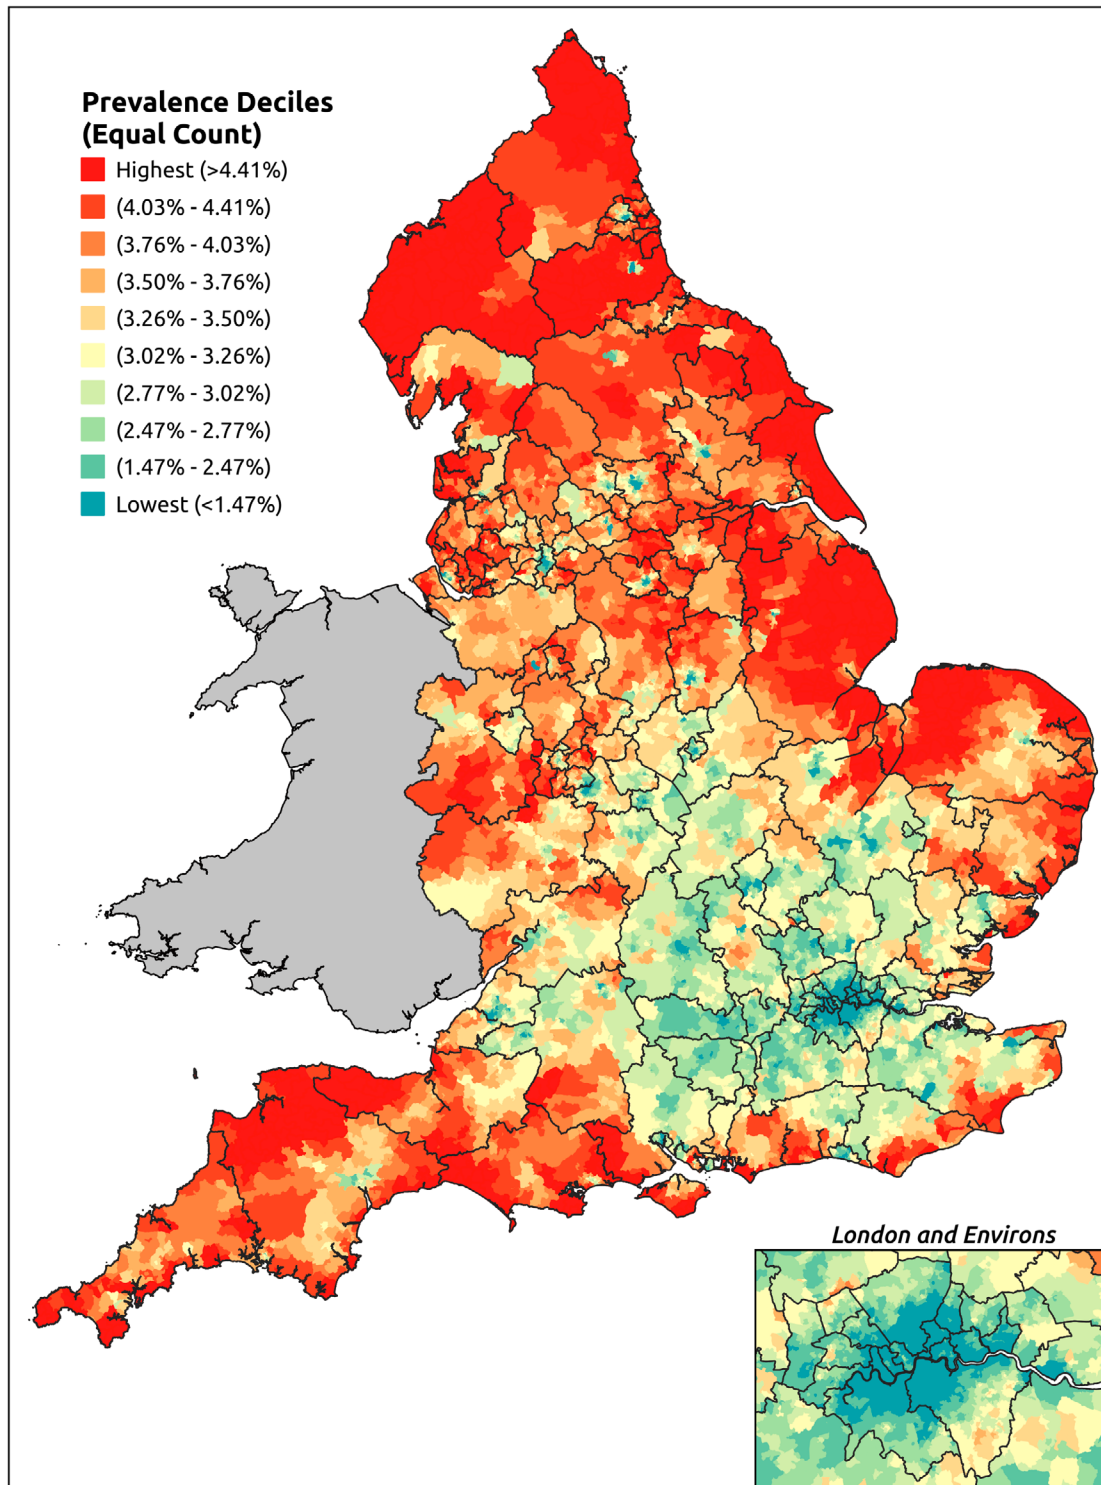 Prevalence Deciles
(Equal Count)
Highest (>4.41%)
(4.03% - 4.41%)
(3.76% - 4.03%)
(3.50% - 3.76%)
(3.26% - 3.50%)
(3.02% - 3.26%)
(2.77% - 3.02%)
(2.47% - 2.77%)
(1.47% - 2.47%)
Lowest (<1.47%)
London and Environs